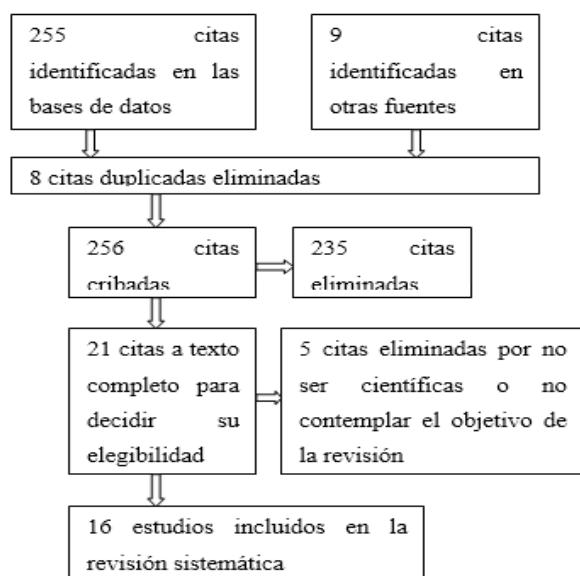 255 citas
identificadas en las
bases de datos
9 citas
identificadas en
otras fuentes
8 citas duplicadas eliminadas
256 citas
cribadas
235 citas
eliminadas
21 citas a texto
completo para
decidir su
elegibilidad
5 citas eliminadas por no
ser científicas o no
contemplar el objetivo de
la revisión
16 estudios incluidos en la
revisión sistemática